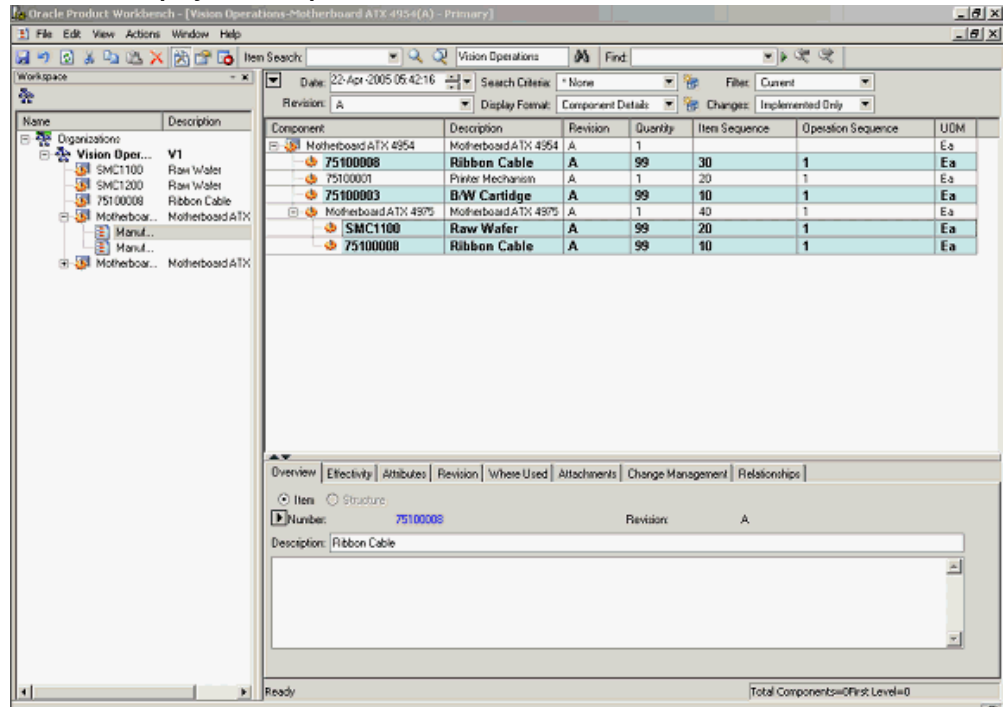 Oracle Product Workbench - [Vision Operations-Motherboard ATX 4954(A) - Primary]
File Edit View Actions Window Help
Item Search: Vision Operations Find:
Workspace
Date: 22-Apr-2005 05:42:16 Search Criteria: * None Filter: Current
Revision: A Display Format: Component Details Changes: Implemented Only
Name Description
Organizations
Vision Oper... V1
SMC1100 Raw Wafer
SMC1200 Raw Wafer
75100008 Ribbon Cable
Motherboar... Motherboard ATX
Manuf...
Manuf...
Motherboar... Motherboard ATX
Component Description Revision Quantity Item Sequence Operation Sequence UOM
Motherboard ATX 4954 Motherboard ATX 4954 A 1 Ea
75100008 Ribbon Cable A 99 30 1 Ea
75100001 Printer Mechanism A 1 20 1 Ea
75100003 B/W Cartidge A 99 10 1 Ea
Motherboard ATX 4975 Motherboard ATX 4975 A 1 40 1 Ea
SMC1100 Raw Wafer A 99 20 1 Ea
75100008 Ribbon Cable A 99 10 1 Ea
Overview Effectivity Attributes Revision Where Used Attachments Change Management Relationships
Item Structure
Number: 75100008 Revision: A
Description: Ribbon Cable
Ready Total Components=0First Level=0